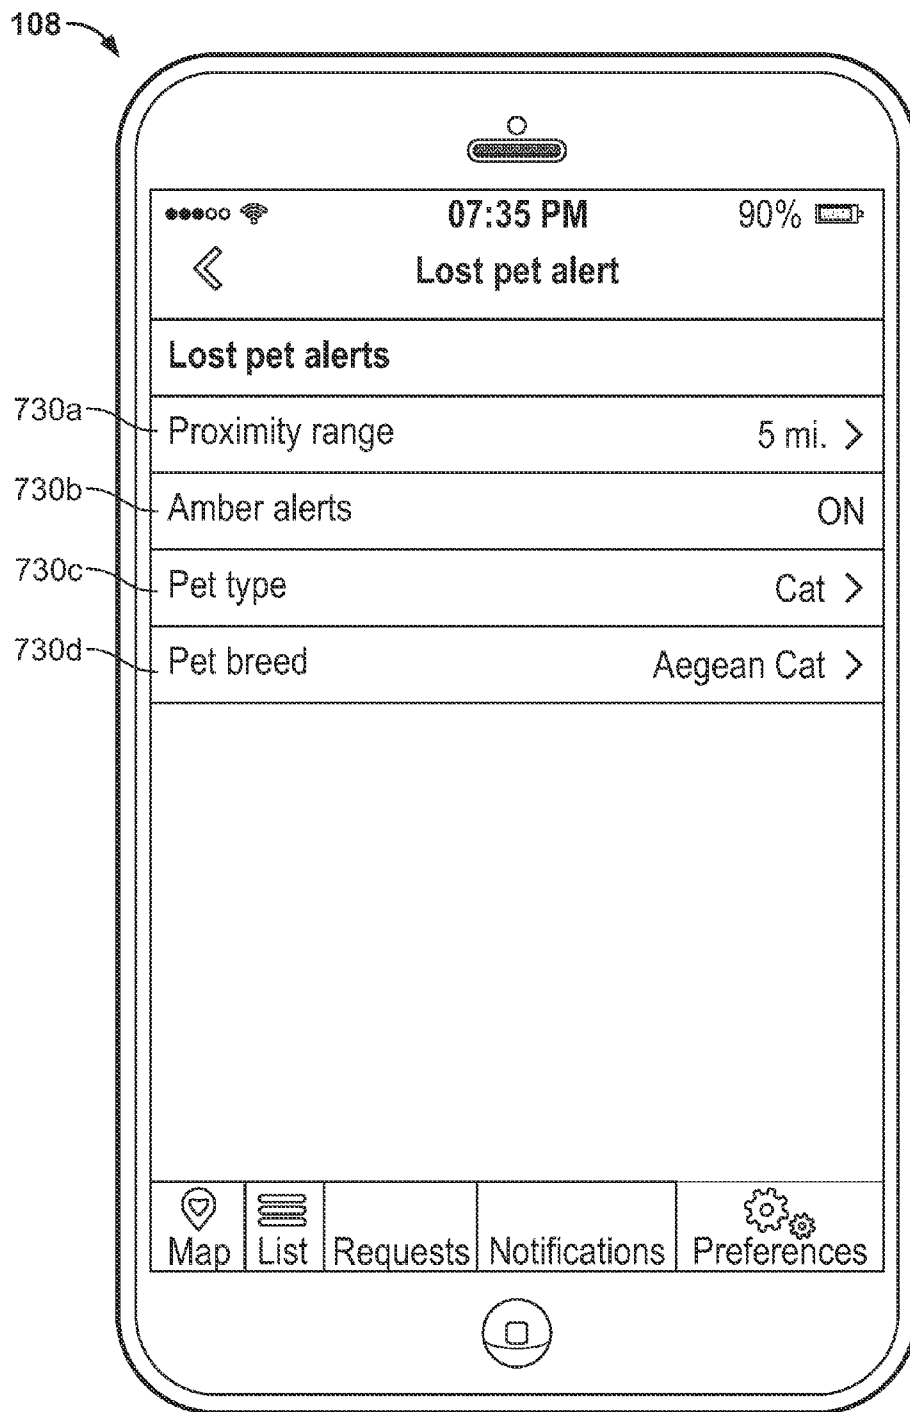 108
07:35 PM 90%
Lost pet alert
Lost pet alerts
730a Proximity range 5 mi. >
730b Amber alerts ON
730c Pet type Cat >
730d Pet breed Aegean Cat >
Map List Requests Notifications Preferences